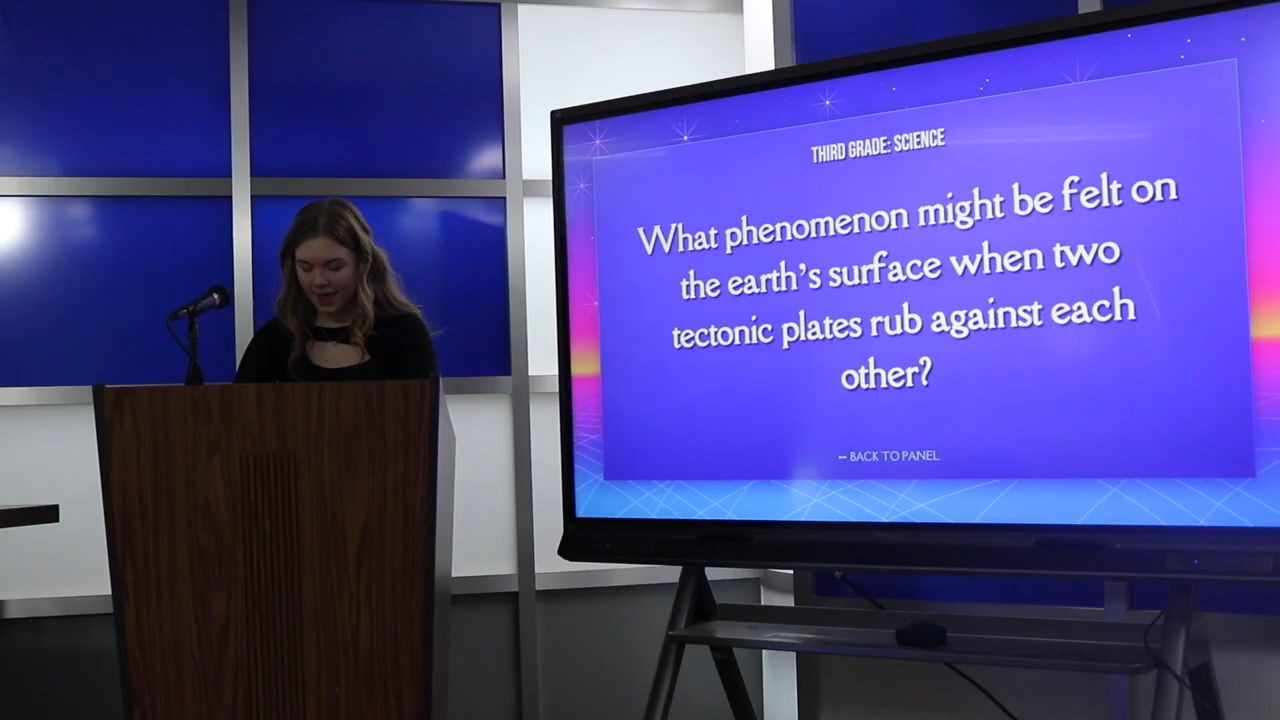 THIRD GRADE: SCIENCE
What phenomenon might be felt on
the earth's surface when two
tectonic plates rub against each
other?
– BACK TO PANEL